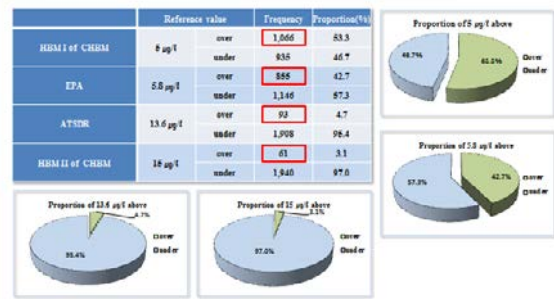 Reference value Frequency Proportion(%)
HBM I of CHBM 5 μg/l over 1,066 53.3
under 935 46.7
EPA 5.8 μg/l over 855 42.7
under 1,146 57.3
ATSDR 13.6 μg/l over 93 4.7
under 1,908 95.4
HBM II of CHBM 15 μg/l over 61 3.1
under 1,940 97.0
Proportion of 5 μg/l above
46.7%
53.3%
Over
under
Proportion of 5.8 μg/l above
57.3%
42.7%
Over
under
Proportion of 13.6 μg/l above
4.7%
95.4%
Over
under
Proportion of 15 μg/l above
3.1%
97.0%
Over
under